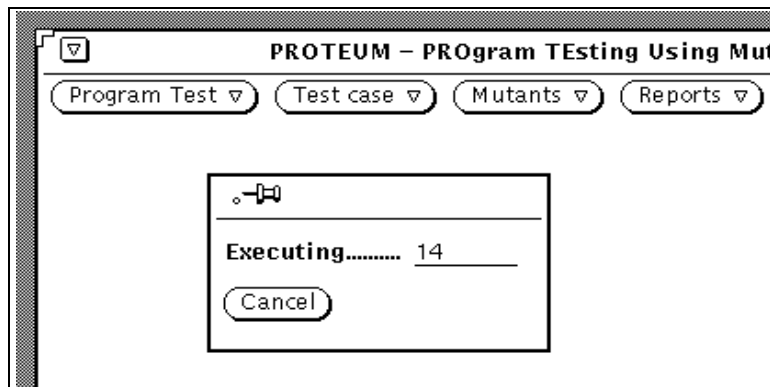 PROTEUM – PROgram TEsting Using Mut
Program Test Test case Mutants Reports
Executing.......... 14
Cancel